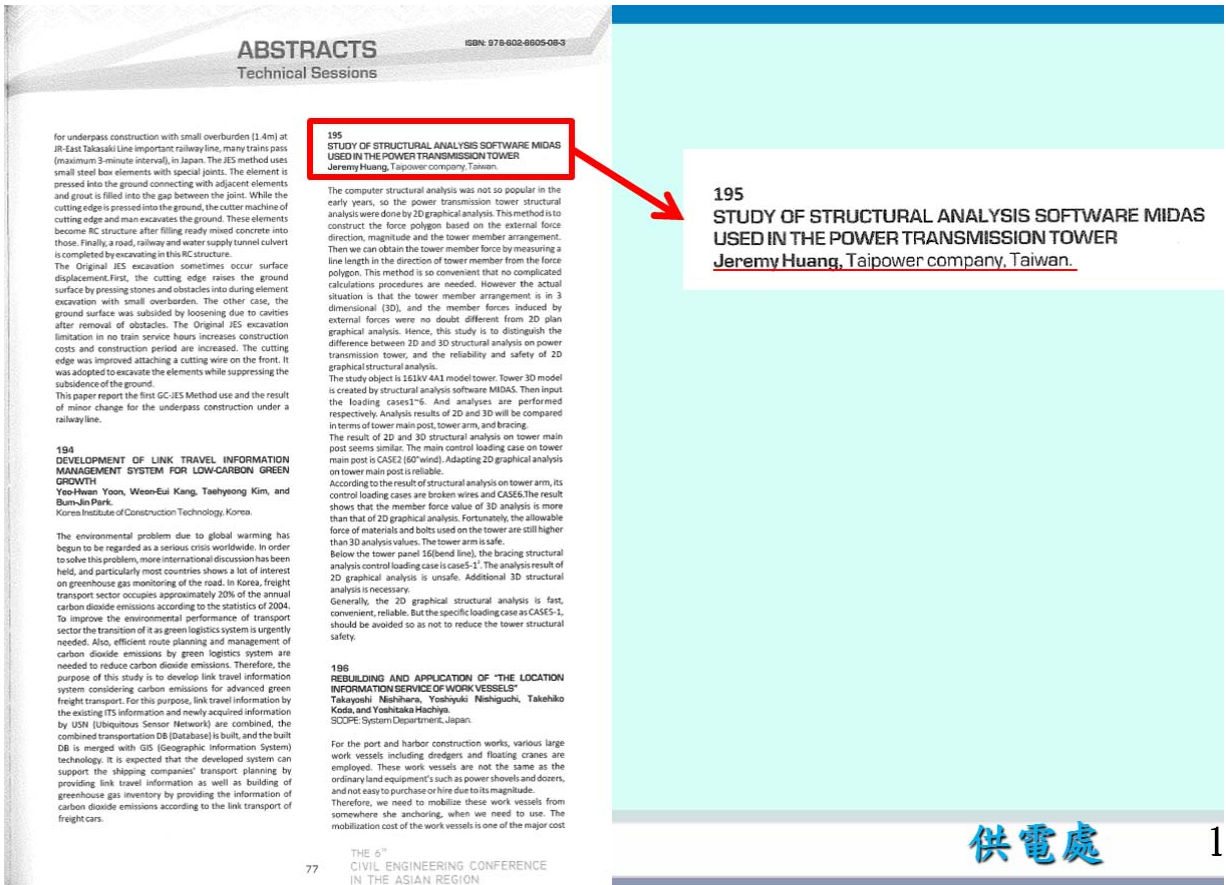 ABSTRACTS
Technical Sessions
ISBN: 978-602-8605-08-3
for underpass construction with small overburden (1.4m) at
JR-East Takasaki Line important railway line, many trains pass
(maximum 3-minute interval), in Japan. The JES method uses
small steel box elements with special joints. The element is
pressed into the ground connecting with adjacent elements
and grout is filled into the gap between the joint. While the
cutting edge is pressed into the ground, the cutter machine of
cutting edge and man excavates the ground. These elements
become RC structure after filling ready mixed concrete into
those. Finally, a road, railway and water supply tunnel culvert
is completed by excavating in this RC structure.
The Original JES excavation sometimes occur surface
displacement.First, the cutting edge raises the ground
surface by pressing stones and obstacles into during element
excavation with small overborden. The other case, the
ground surface was subsided by loosening due to cavities
after removal of obstacles. The Original JES excavation
limitation in no train service hours increases construction
costs and construction period are increased. The cutting
edge was improved attaching a cutting wire on the front. It
was adopted to excavate the elements while suppressing the
subsidence of the ground.
This paper report the first GC-JES Method use and the result
of minor change for the underpass construction under a
railway line.
194
DEVELOPMENT OF LINK TRAVEL INFORMATION
MANAGEMENT SYSTEM FOR LOW-CARBON GREEN
GROWTH
Yeo-Hwan Yoon, Weon-Eui Kang, Taehyeong Kim, and
Bum-Jin Park.
Korea Institute of Construction Technology, Korea.
The environmental problem due to global warming has
begun to be regarded as a serious crisis worldwide. In order
to solve this problem, more international discussion has been
held, and particularly most countries shows a lot of interest
on greenhouse gas monitoring of the road. In Korea, freight
transport sector occupies approximately 20% of the annual
carbon dioxide emissions according to the statistics of 2004.
To improve the environmental performance of transport
sector the transition of it as green logistics system is urgently
needed. Also, efficient route planning and management of
carbon dioxide emissions by green logistics system are
needed to reduce carbon dioxide emissions. Therefore, the
purpose of this study is to develop link travel information
system considering carbon emissions for advanced green
freight transport. For this purpose, link travel information by
the existing ITS information and newly acquired information
by USN (Ubiquitous Sensor Network) are combined, the
combined transportation DB (Database) is built, and the built
DB is merged with GIS (Geographic Information System)
technology. It is expected that the developed system can
support the shipping companies' transport planning by
providing link travel information as well as building of
greenhouse gas inventory by providing the information of
carbon dioxide emissions according to the link transport of
freight cars.
195
STUDY OF STRUCTURAL ANALYSIS SOFTWARE MIDAS
USED IN THE POWER TRANSMISSION TOWER
Jeremy Huang, Taipower company, Taiwan.
The computer structural analysis was not so popular in the
early years, so the power transmission tower structural
analysis were done by 2D graphical analysis. This method is to
construct the force polygon based on the external force
direction, magnitude and the tower member arrangement.
Then we can obtain the tower member force by measuring a
line length in the direction of tower member from the force
polygon. This method is so convenient that no complicated
calculations procedures are needed. However the actual
situation is that the tower member arrangement is in 3
dimensional (3D), and the member forces induced by
external forces were no doubt different from 2D plan
graphical analysis. Hence, this study is to distinguish the
difference between 2D and 3D structural analysis on power
transmission tower, and the reliability and safety of 2D
graphical structural analysis.
The study object is 161kV 4A1 model tower. Tower 3D model
is created by structural analysis software MIDAS. Then input
the loading cases1~6. And analyses are performed
respectively. Analysis results of 2D and 3D will be compared
in terms of tower main post, tower arm, and bracing.
The result of 2D and 3D structural analysis on tower main
post seems similar. The main control loading case on tower
main post is CASE2 (60°wind). Adapting 2D graphical analysis
on tower main post is reliable.
According to the result of structural analysis on tower arm, its
control loading cases are broken wires and CASE6.The result
shows that the member force value of 3D analysis is more
than that of 2D graphical analysis. Fortunately, the allowable
force of materials and bolts used on the tower are still higher
than 3D analysis values. The tower arm is safe.
Below the tower panel 16(bend line), the bracing structural
analysis control loading case is case5-1'. The analysis result of
2D graphical analysis is unsafe. Additional 3D structural
analysis is necessary.
Generally, the 2D graphical structural analysis is fast,
convenient, reliable. But the specific loading case as CASE5-1,
should be avoided so as not to reduce the tower structural
safety.
196
REBUILDING AND APPLICATION OF "THE LOCATION
INFORMATION SERVICE OF WORK VESSELS"
Takayoshi Nishihara, Yoshiyuki Nishiguchi, Takehiko
Koda, and Yoshitaka Hachiya.
SCOPE: System Department, Japan.
For the port and harbor construction works, various large
work vessels including dredgers and floating cranes are
employed. These work vessels are not the same as the
ordinary land equipment's such as power shovels and dozers,
and not easy to purchase or hire due to its magnitude.
Therefore, we need to mobilize these work vessels from
somewhere she anchoring, when we need to use. The
mobilization cost of the work vessels is one of the major cost
77
THE 6TH
CIVIL ENGINEERING CONFERENCE
IN THE ASIAN REGION
195
STUDY OF STRUCTURAL ANALYSIS SOFTWARE MIDAS
USED IN THE POWER TRANSMISSION TOWER
Jeremy Huang, Taipower company, Taiwan.
供電處
1